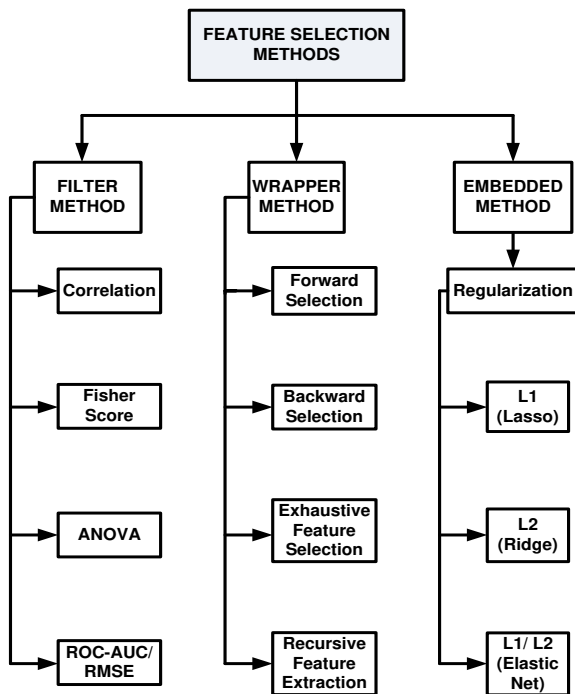 FEATURE SELECTION
METHODS
FILTER
METHOD
WRAPPER
METHOD
EMBEDDED
METHOD
Correlation
Forward
Selection
Regularization
Fisher
Score
Backward
Selection
L1
(Lasso)
ANOVA
Exhaustive
Feature
Selection
L2
(Ridge)
ROC-AUC/
RMSE
Recursive
Feature
Extraction
L1/ L2
(Elastic
Net)